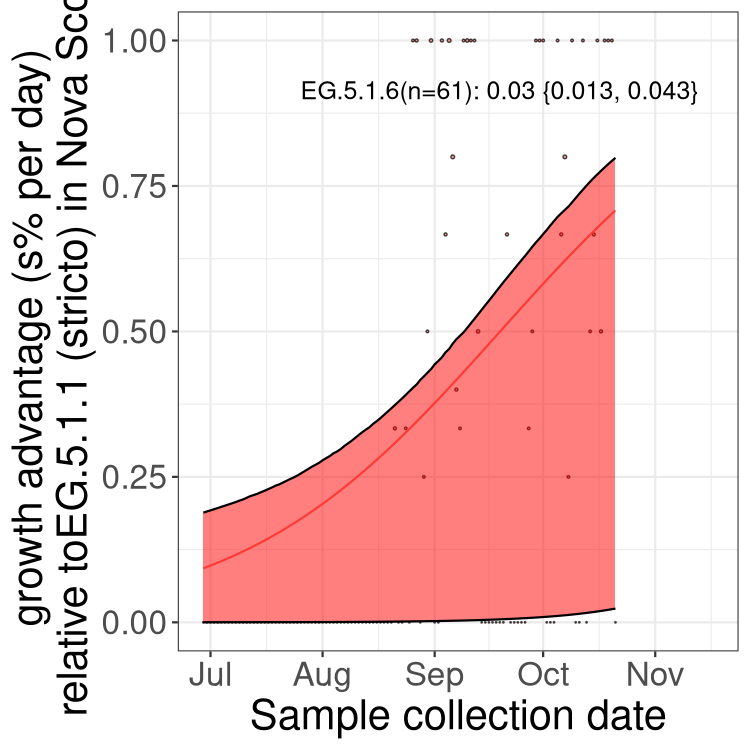 growth advantage (s% per day)
relative toEG.5.1.1 (stricto) in Nova Sco
1.00
0.75
0.50
0.25
0.00
EG.5.1.6(n=61): 0.03 {0.013, 0.043}
Jul Aug Sep Oct Nov
Sample collection date